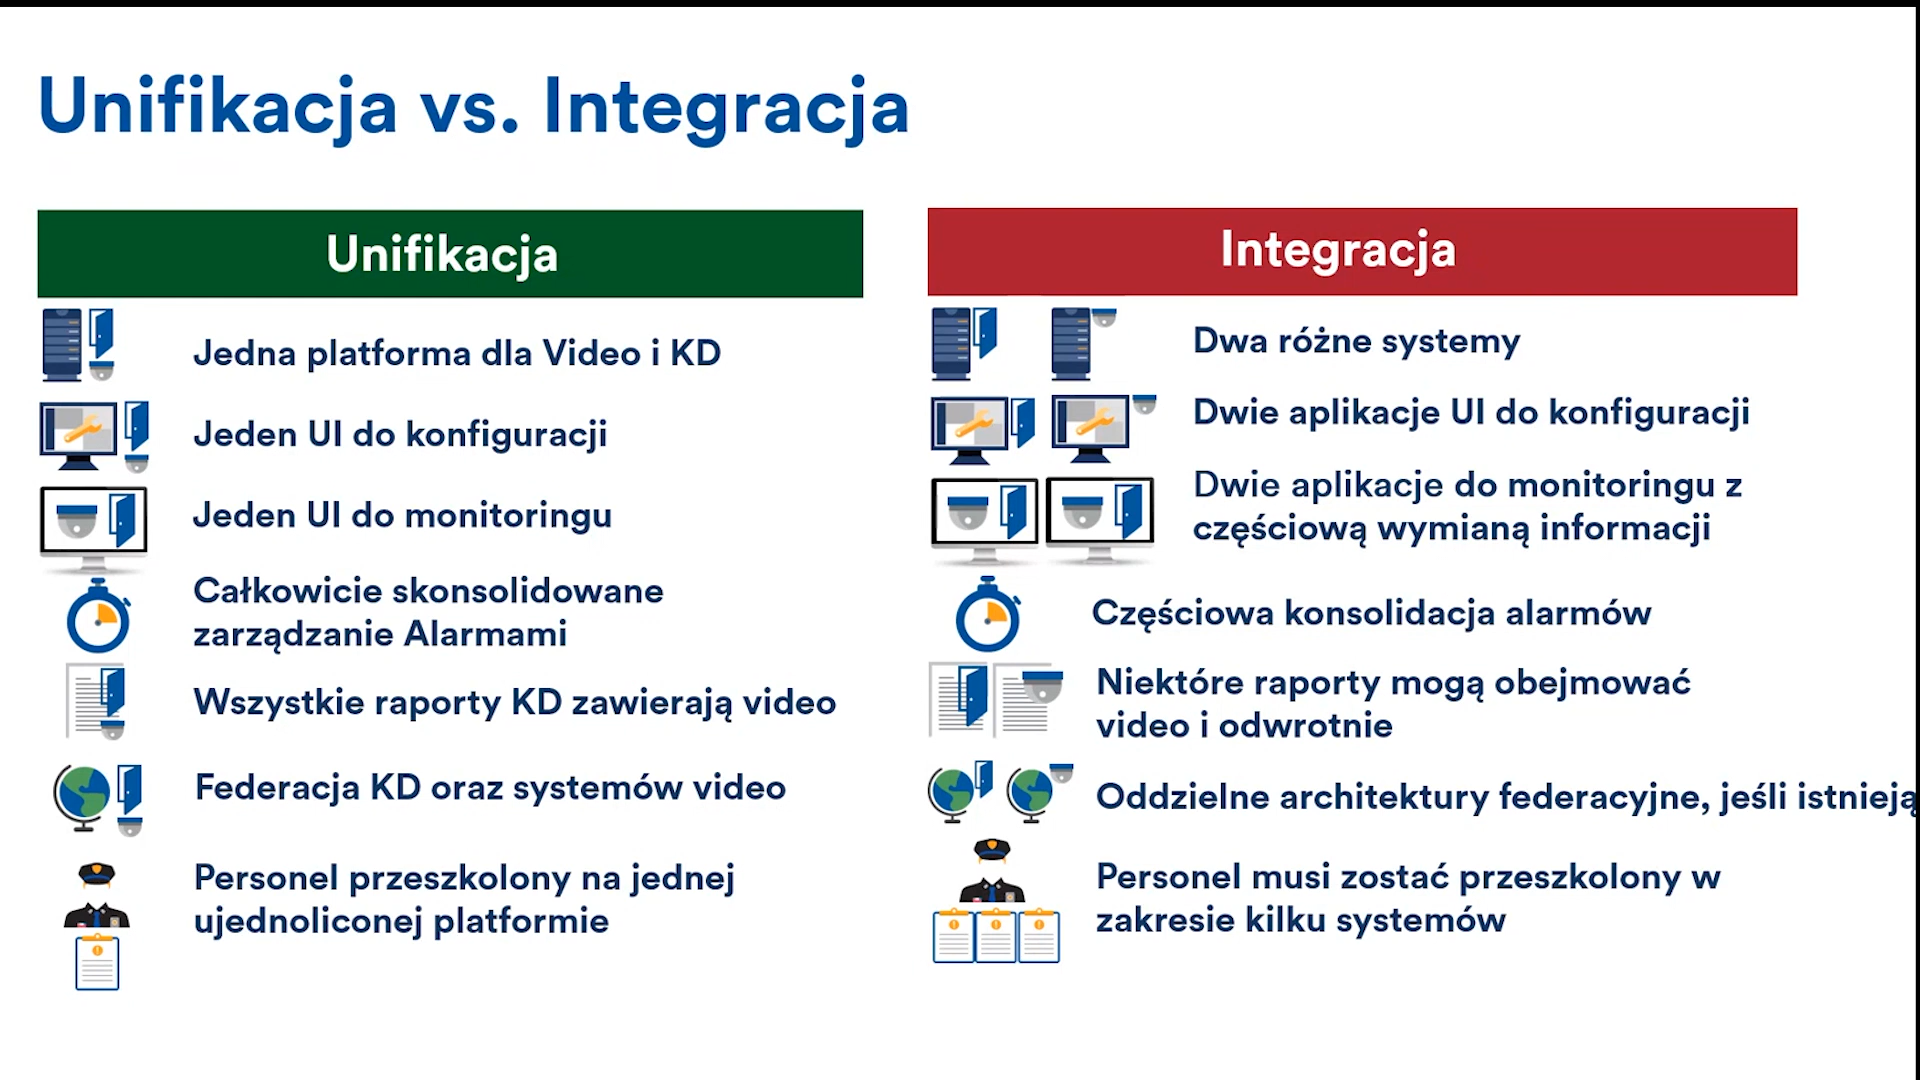 Unifikacja vs. Integracja
Unifikacja
Jedna platforma dla Video i KD
Jeden UI do konfiguracji
Jeden UI do monitoringu
Całkowicie skonsolidowane
zarządzanie Alarmami
Wszystkie raporty KD zawierają video
Federacja KD oraz systemów video
Personel przeszkolony na jednej
ujednoliconej platformie
Integracja
Dwa różne systemy
Dwie aplikacje UI do konfiguracji
Dwie aplikacje do monitoringu z
częściową wymianą informacji
Częściowa konsolidacja alarmów
Niektóre raporty mogą obejmować
video i odwrotnie
Oddzielne architektury federacyjne, jeśli istnieją
Personel musi zostać przeszkolony w
zakresie kilku systemów